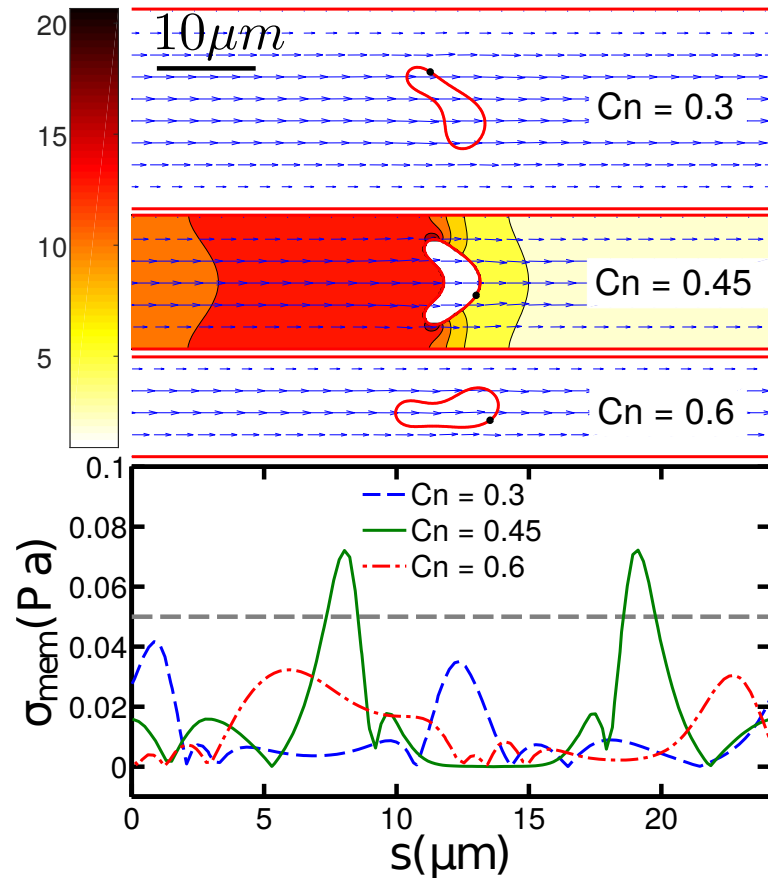 20
10μm
15
Cn = 0.3
10
Cn = 0.45
5
Cn = 0.6
0.1
Cn = 0.3
0.08
Cn = 0.45
Cn = 0.6
0.06
0.04
0.02
0
σmem(Pa)
0 5 10 15 20
s(μm)